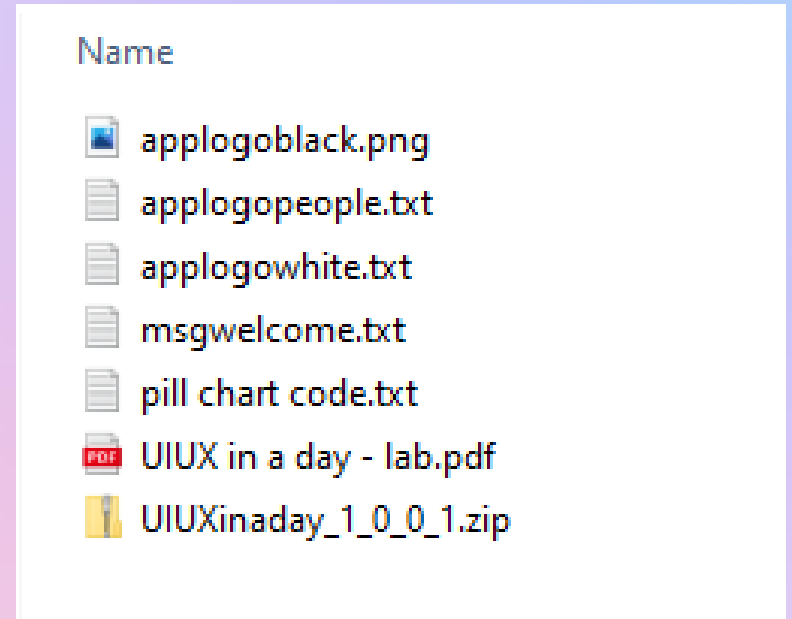 Name
applogoblack.png
applogopeople.txt
applogowhite.txt
msgwelcome.txt
pill chart code.txt
PDF UIUX in a day - lab.pdf
UIUXinaday_1_0_0_1.zip